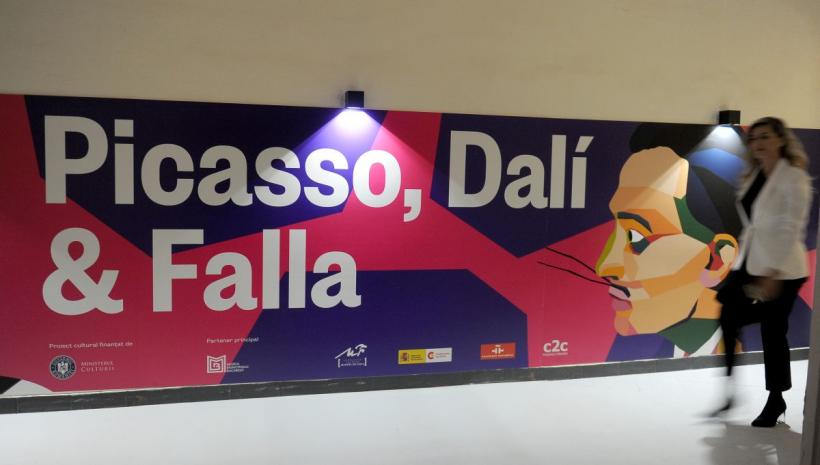 Picasso, Dalí
& Falla
Proiect cultural finanțat de
Partener principal
MINISTERUL
CULTURII
c2c